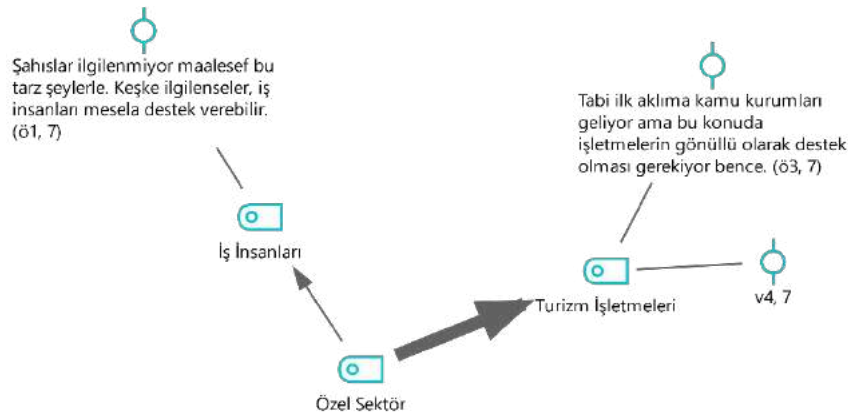 Şahıslar ilgilenmiyor maalesef bu
tarz şeylerle. Keşke ilgilenseler, iş
insanları mesela destek verebilir.
(ö1, 7)
Tabi ilk aklıma kamu kurumları
geliyor ama bu konuda
işletmelerin gönüllü olarak destek
olması gerekiyor bence. (ö3, 7)
İş İnsanları
Turizm İşletmeleri
v4, 7
Özel Sektör